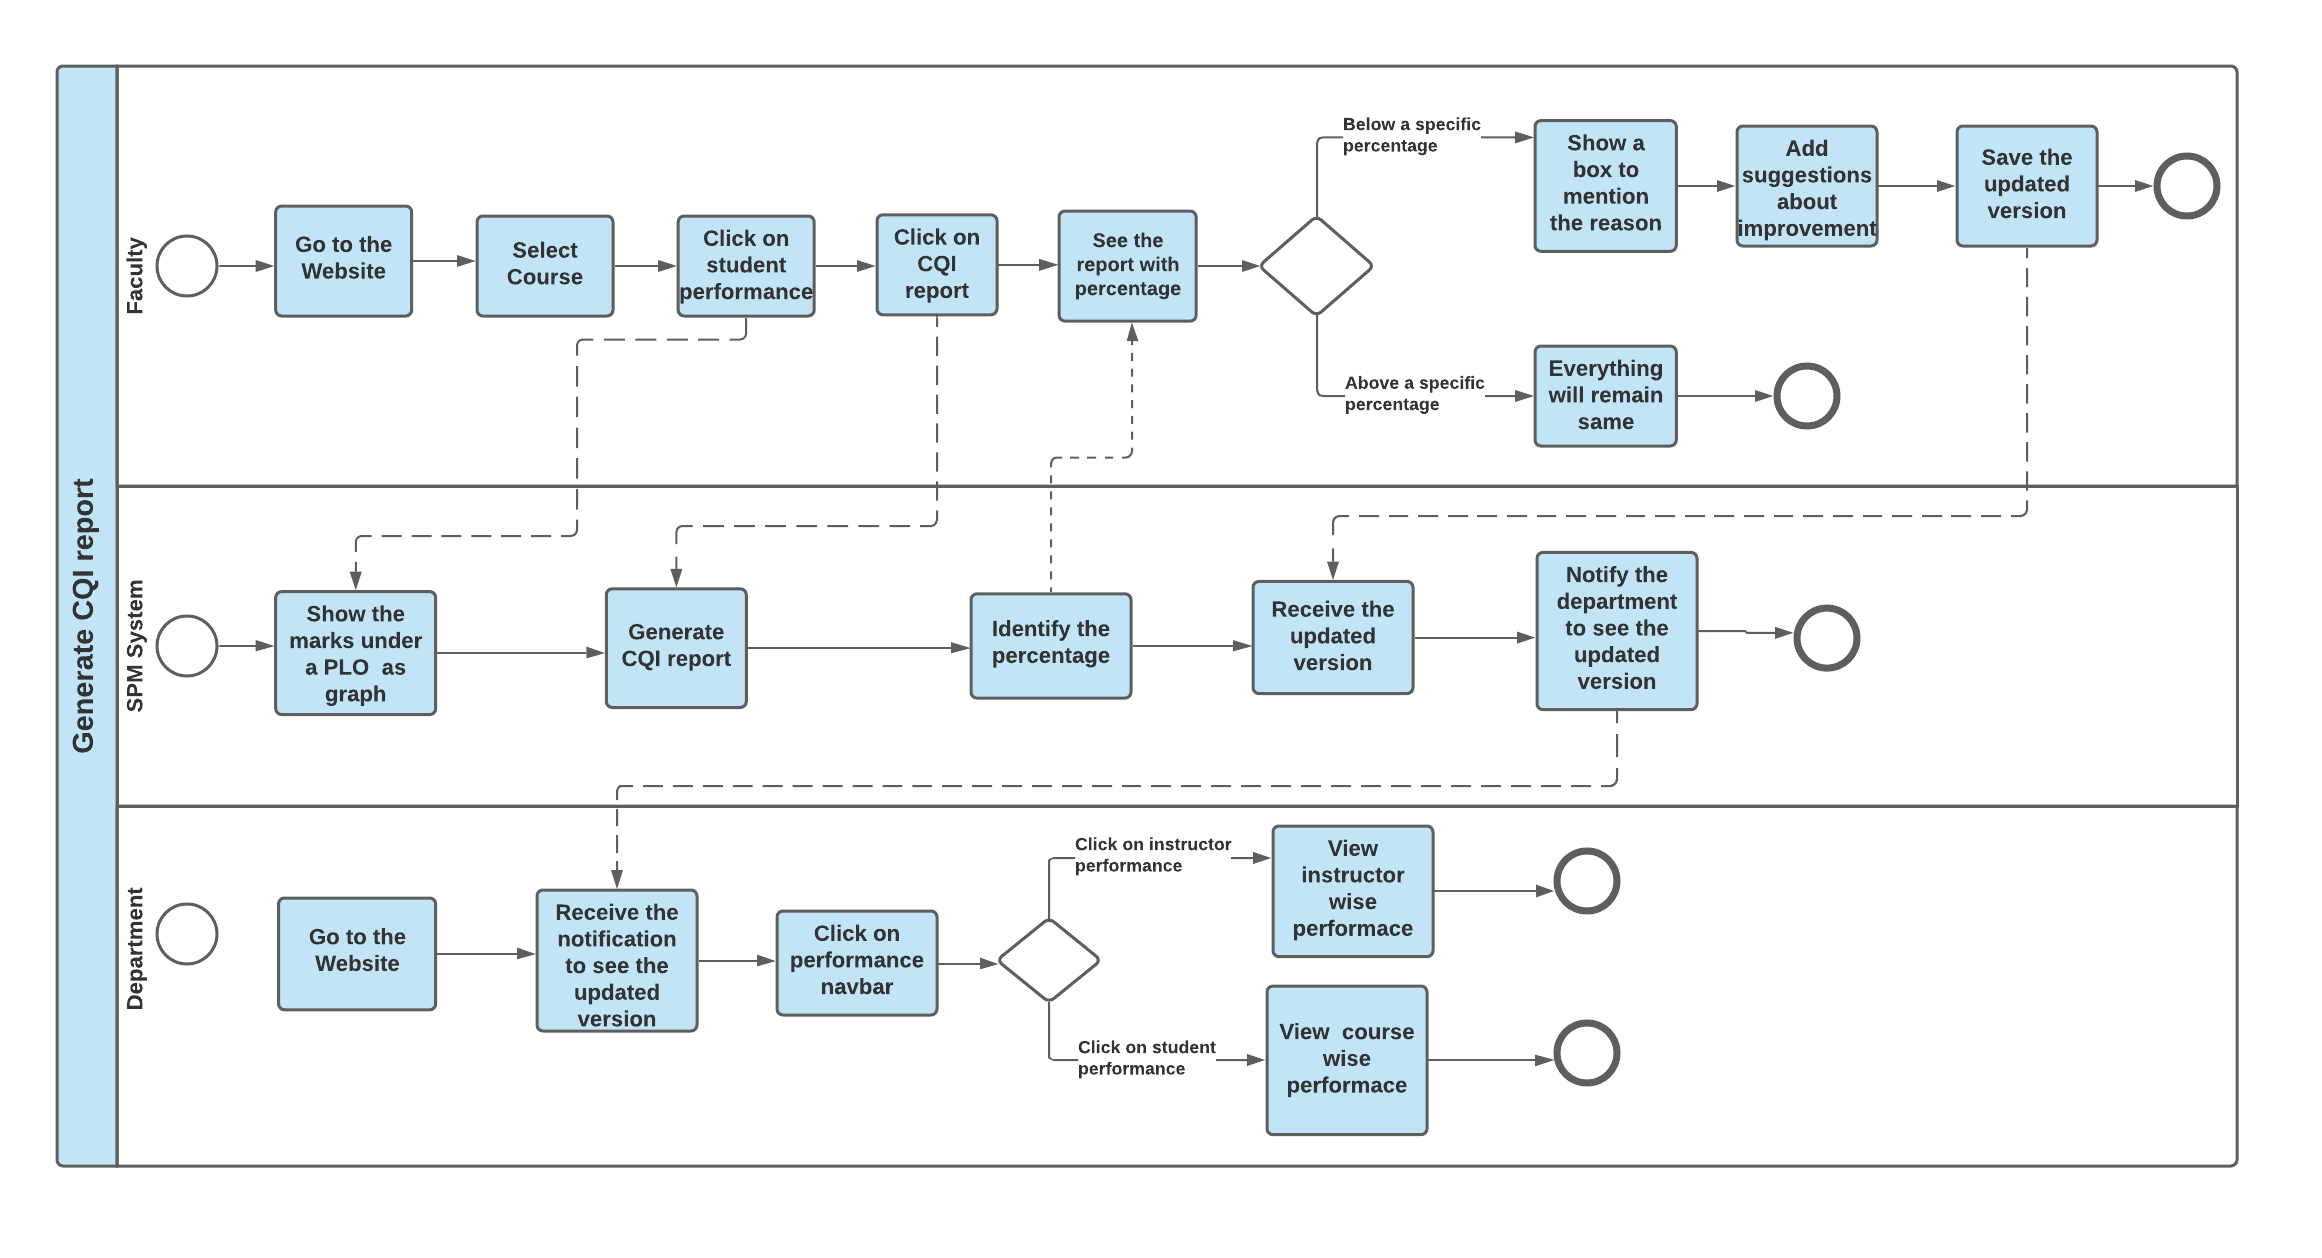 Generate CQI report
Faculty
Go to the
Website
Select
Course
Click on
student
performance
Click on
CQI
report
See the
report with
percentage
Below a specific
percentage
Show a
box to
mention
the reason
Add
suggestions
about
improvement
Save the
updated
version
Above a specific
percentage
Everything
will remain
same
SPM System
Show the
marks under
a PLO  as
graph
Generate
CQI report
Identify the
percentage
Receive the
updated
version
Notify the
department
to see the
updated
version
Department
Go to the
Website
Receive the
notification
to see the
updated
version
Click on
performance
navbar
Click on instructor
performance
View
instructor
wise
performace
Click on student
performance
View  course
wise
performace